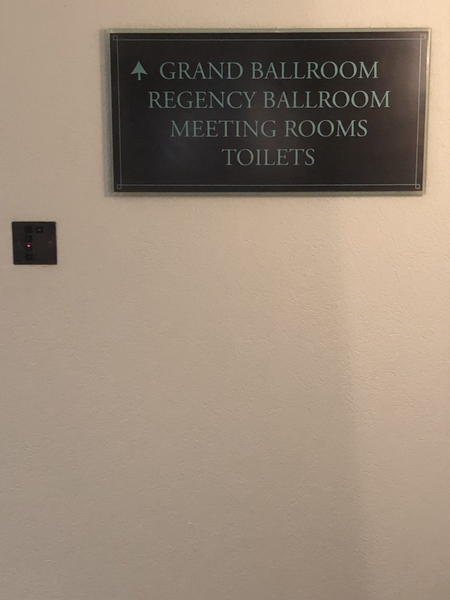 GRAND BALLROOM
REGENCY BALLROOM
MEETING ROOMS
TOILETS